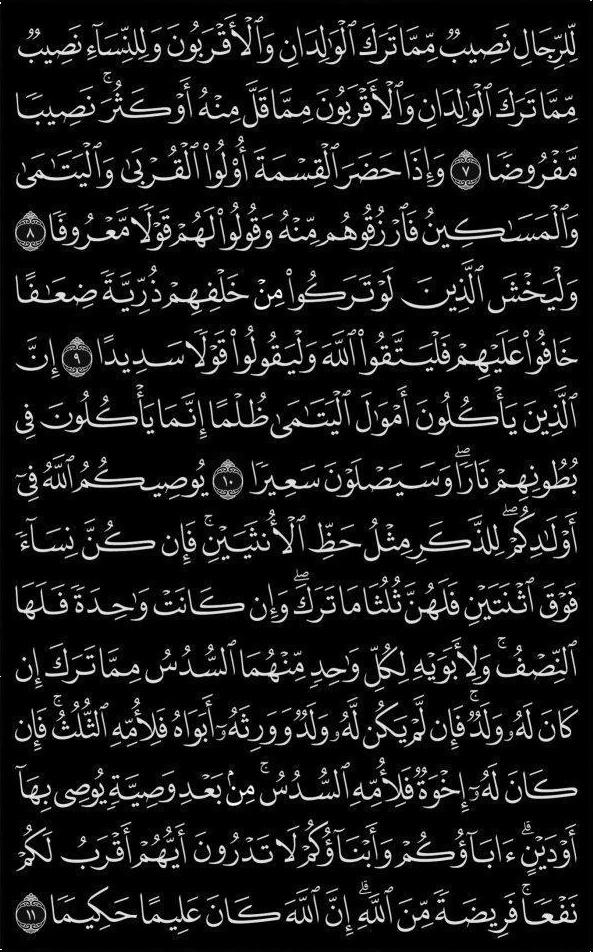 لِّلرِّجَالِ نَصِيبٌ مِّمَّا تَرَكَ ٱلْوَٰلِدَانِ وَٱلْأَقْرَبُونَ وَلِلنِّسَآءِ نَصِيبٌ
مِّمَّا تَرَكَ ٱلْوَٰلِدَانِ وَٱلْأَقْرَبُونَ مِمَّا قَلَّ مِنْهُ أَوْ كَثُرَ ۚ نَصِيبًا
مَّفْرُوضًا ٧ وَإِذَا حَضَرَ ٱلْقِسْمَةَ أُو۟لُوا۟ ٱلْقُرْبَىٰ وَٱلْيَتَٰمَىٰ
وَٱلْمَسَٰكِينُ فَٱرْزُقُوهُم مِّنْهُ وَقُولُوا۟ لَهُمْ قَوْلًا مَّعْرُوفًا ٨
وَلْيَخْشَ ٱلَّذِينَ لَوْ تَرَكُوا۟ مِنْ خَلْفِهِمْ ذُرِّيَّةً ضِعَٰفًا
خَافُوا۟ عَلَيْهِمْ فَلْيَتَّقُوا۟ ٱللَّهَ وَلْيَقُولُوا۟ قَوْلًا سَدِيدًا ٩ إِنَّ
ٱلَّذِينَ يَأْكُلُونَ أَمْوَٰلَ ٱلْيَتَٰمَىٰ ظُلْمًا إِنَّمَا يَأْكُلُونَ فِى
بُطُونِهِمْ نَارًا ۖ وَسَيَصْلَوْنَ سَعِيرًا ١٠ يُوصِيكُمُ ٱللَّهُ فِىٓ
أَوْلَٰدِكُمْ ۖ لِلذَّكَرِ مِثْلُ حَظِّ ٱلْأُنثَيَيْنِ ۚ فَإِن كُنَّ نِسَآءً
فَوْقَ ٱثْنَتَيْنِ فَلَهُنَّ ثُلُثَا مَا تَرَكَ ۖ وَإِن كَانَتْ وَٰحِدَةً فَلَهَا
ٱلنِّصْفُ ۚ وَلِأَبَوَيْهِ لِكُلِّ وَٰحِدٍ مِّنْهُمَا ٱلسُّدُسُ مِمَّا تَرَكَ إِن
كَانَ لَهُۥ وَلَدٌ ۚ فَإِن لَّمْ يَكُن لَّهُۥ وَلَدٌ وَوَرِثَهُۥٓ أَبَوَاهُ فَلِأُمِّهِ ٱلثُّلُثُ ۚ فَإِن
كَانَ لَهُۥٓ إِخْوَةٌ فَلِأُمِّهِ ٱلسُّدُسُ ۚ مِنۢ بَعْدِ وَصِيَّةٍ يُوصِى بِهَآ
أَوْ دَيْنٍ ۗ ءَابَآؤُكُمْ وَأَبْنَآؤُكُمْ لَا تَدْرُونَ أَيُّهُمْ أَقْرَبُ لَكُمْ
نَفْعًا ۚ فَرِيضَةً مِّنَ ٱللَّهِ ۗ إِنَّ ٱللَّهَ كَانَ عَلِيمًا حَكِيمًا ١١